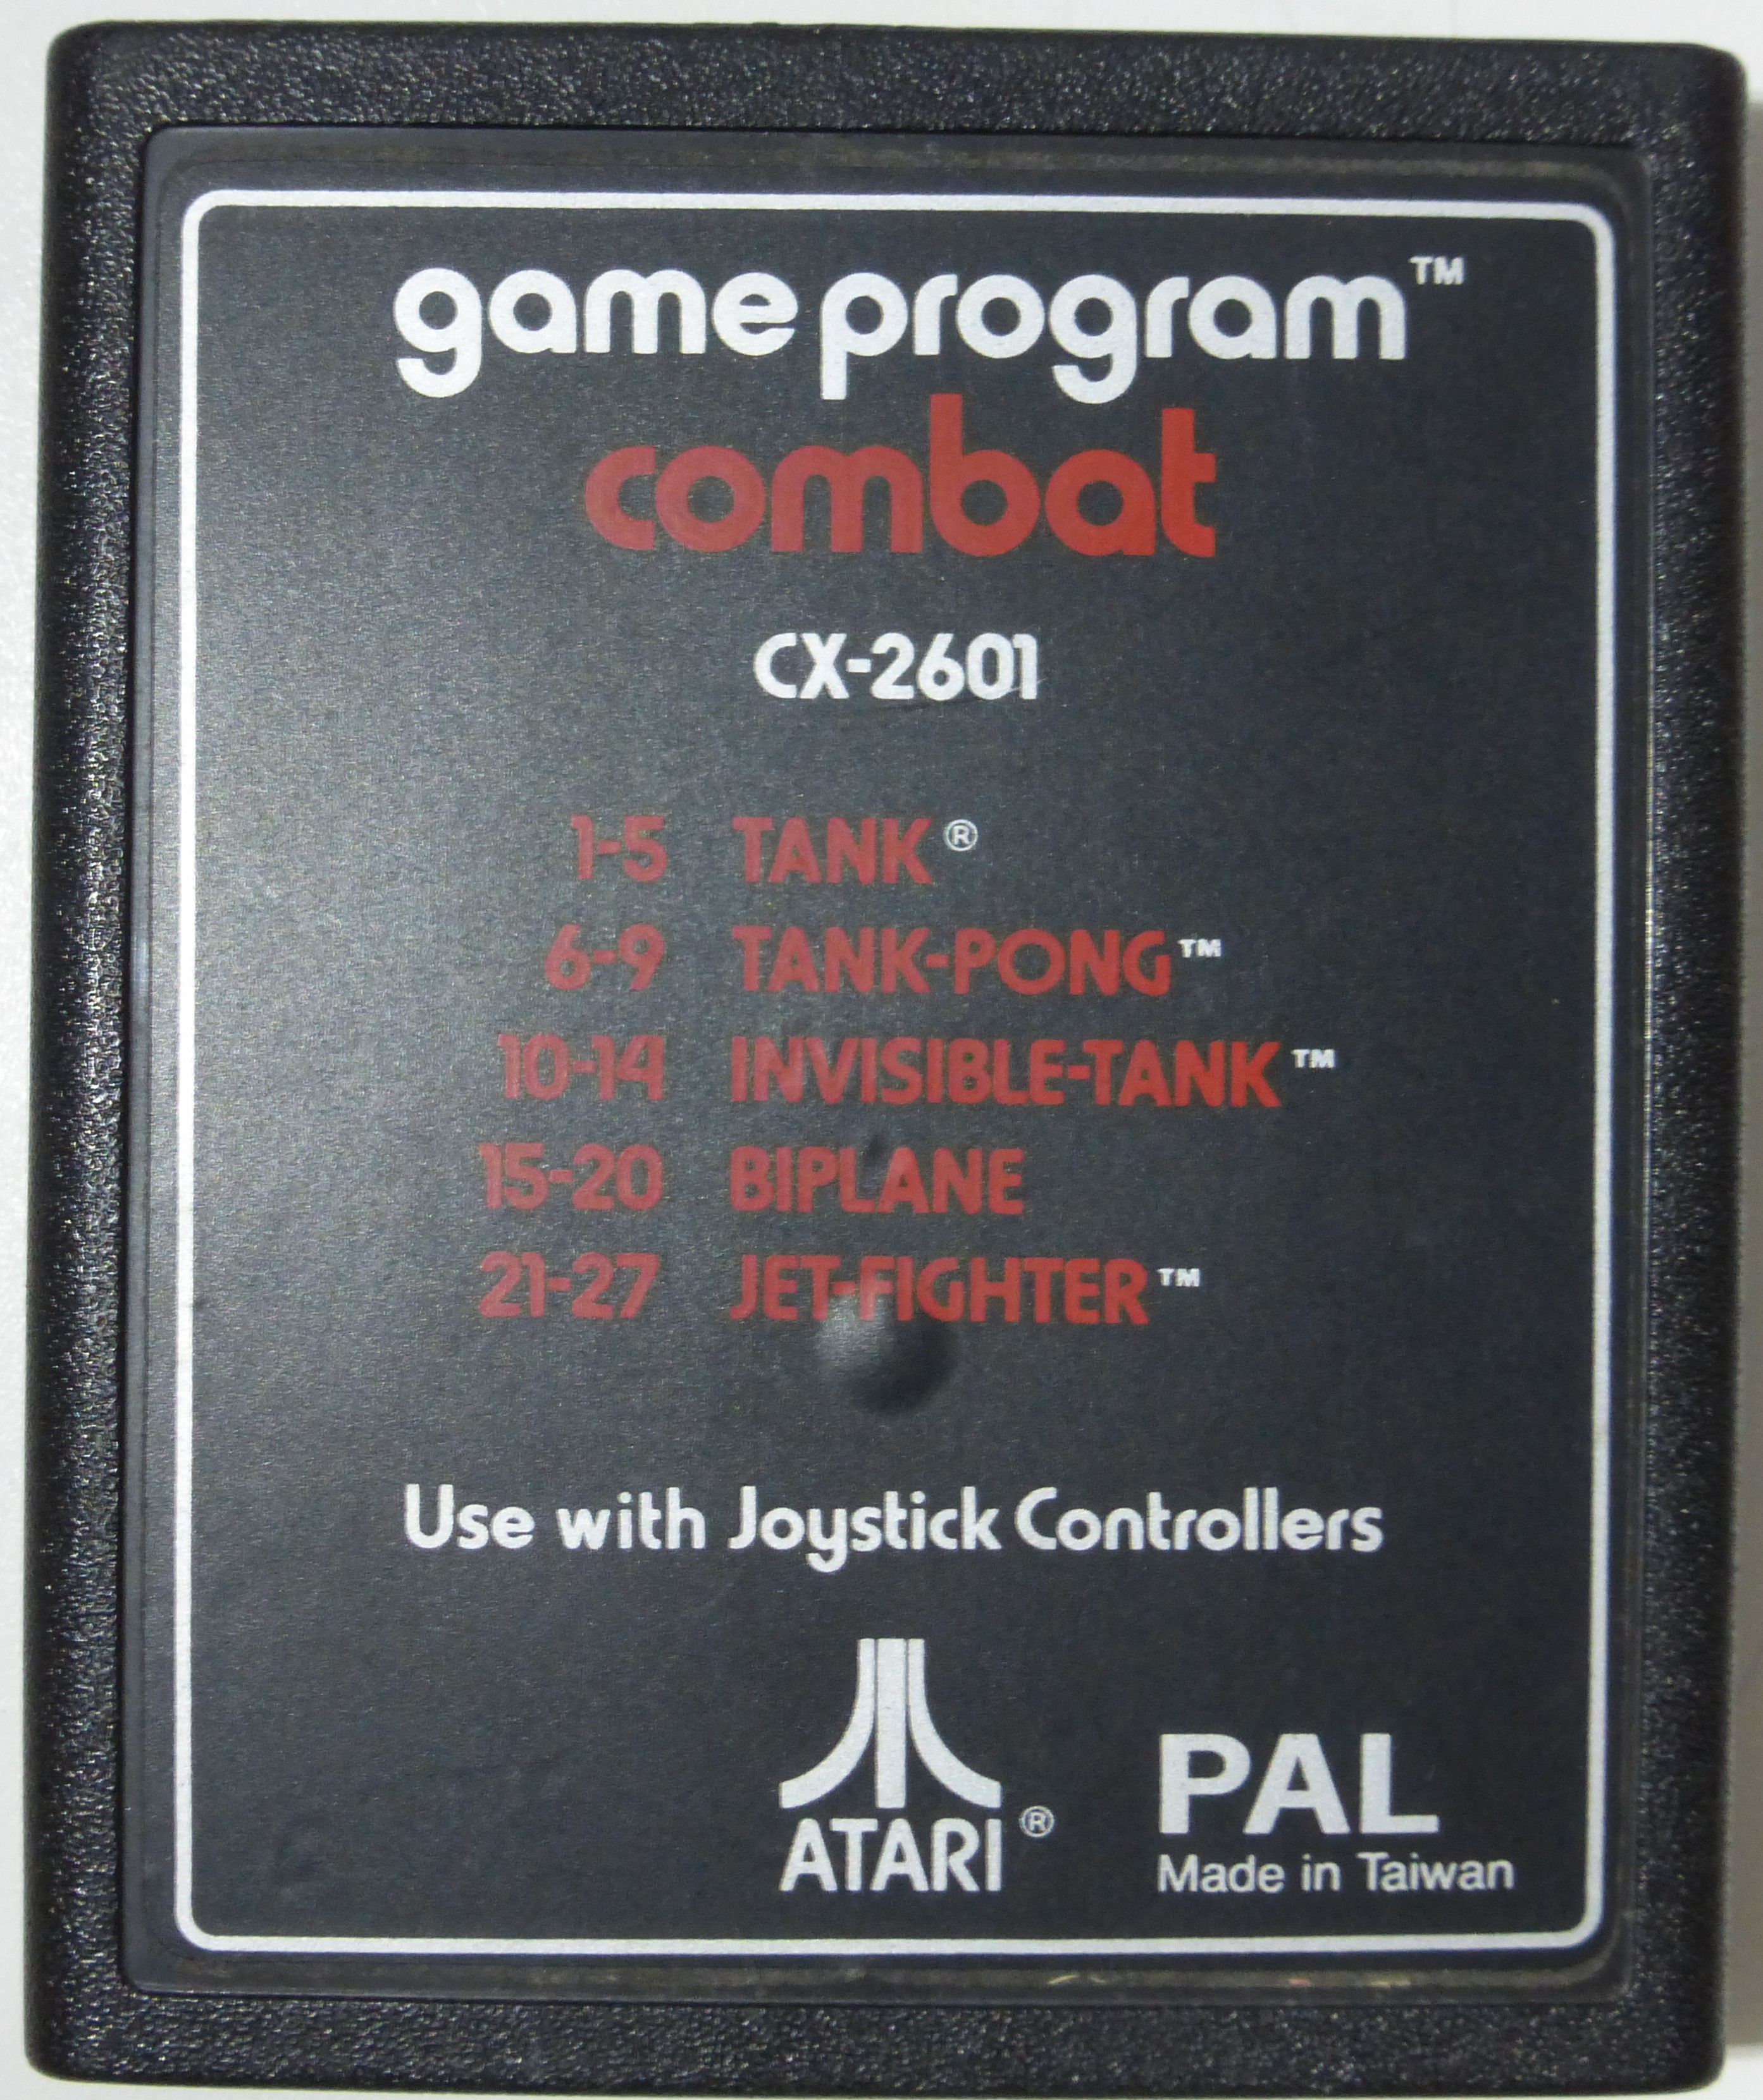 game program™
combat
CX-2601
1-5 TANK®
6-9 TANK-PONG™
10-14 INVISIBLE-TANK™
15-20 BIPLANE
21-27 JET-FIGHTER™
Use with Joystick Controllers
ATARI®
PAL
Made in Taiwan